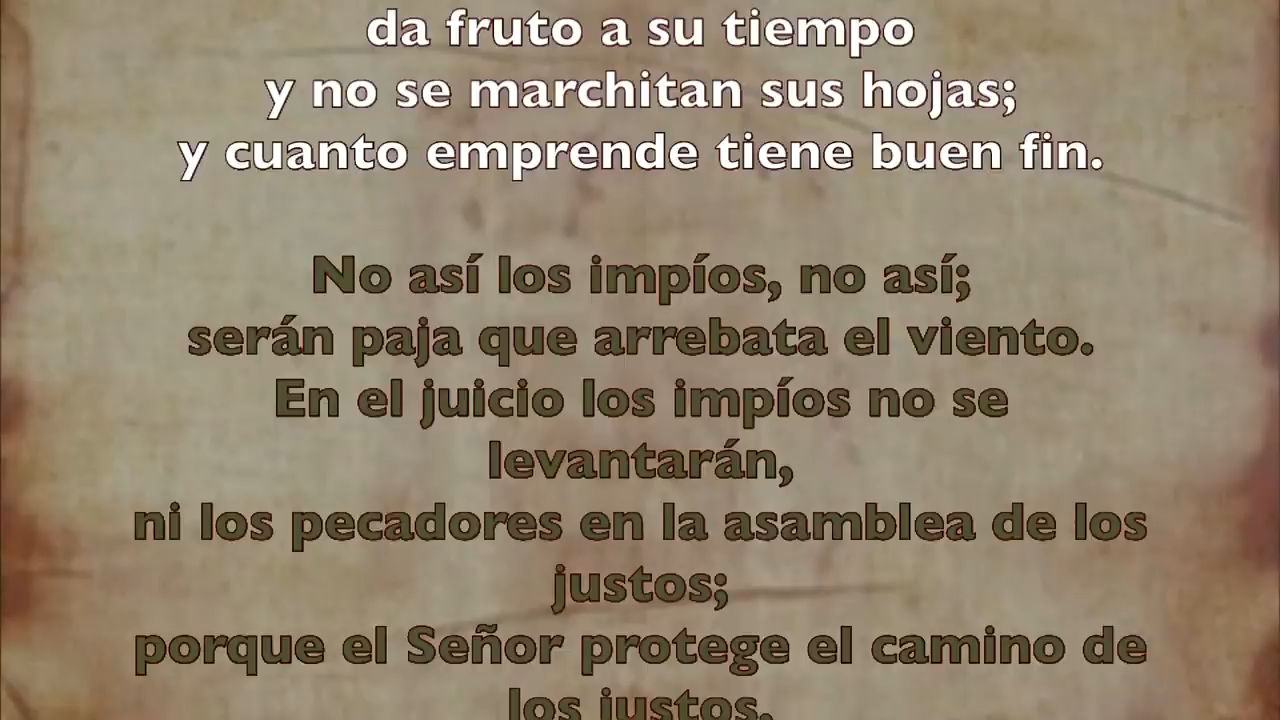 da fruto a su tiempo
y no se marchitan sus hojas;
y cuanto emprende tiene buen fin.
No así los impíos, no así;
serán paja que arrebata el viento.
En el juicio los impíos no se
levantarán,
ni los pecadores en la asamblea de los
justos;
porque el Señor protege el camino de
los justos,